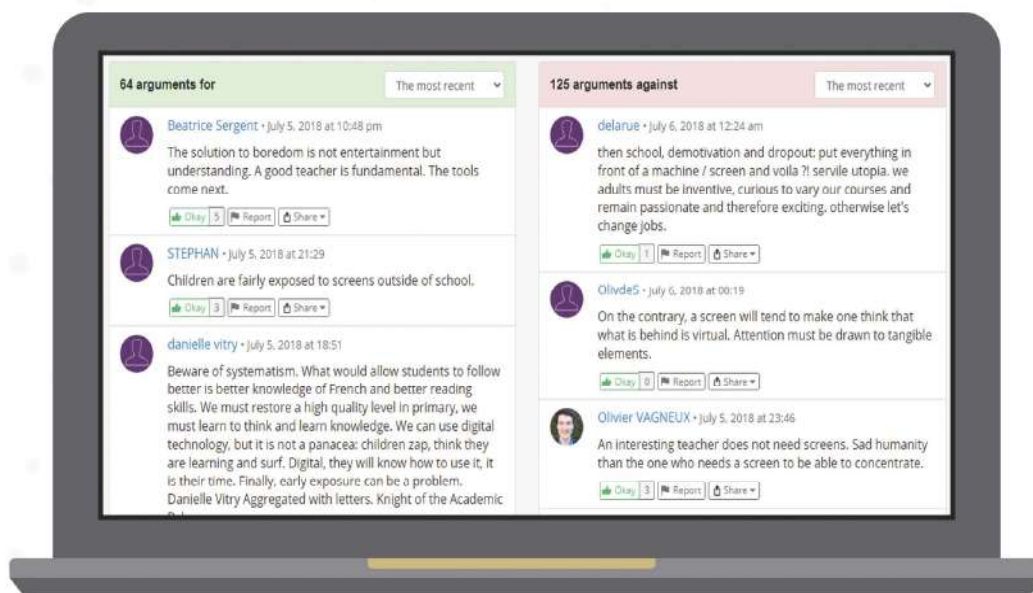 64 arguments for
The most recent
Beatrice Sergent • July 5, 2018 at 10:48 pm
The solution to boredom is not entertainment but
understanding. A good teacher is fundamental. The tools
come next.
Okay 5 Report Share
STEPHAN • July 5, 2018 at 21:29
Children are fairly exposed to screens outside of school.
Okay 3 Report Share
danielle vitry • July 5, 2018 at 18:51
Beware of systematism. What would allow students to follow
better is better knowledge of French and better reading
skills. We must restore a high quality level in primary, we
must learn to think and learn knowledge. We can use digital
technology, but it is not a panacea: children zap, think they
are learning and surf. Digital, they will know how to use it, it
is their time. Finally, early exposure can be a problem.
Danielle Vitry Aggregated with letters. Knight of the Academic
125 arguments against
The most recent
delarue • July 6, 2018 at 12:24 am
then school, demotivation and dropout: put everything in
front of a machine / screen and voila ?! servile utopia. we
adults must be inventive, curious to vary our courses and
remain passionate and therefore exciting. otherwise let's
change jobs.
Okay 1 Report Share
OlivdeS • July 6, 2018 at 00:19
On the contrary, a screen will tend to make one think that
what is behind is virtual. Attention must be drawn to tangible
elements.
Okay 0 Report Share
Olivier VAGNEUX • July 5, 2018 at 23:46
An interesting teacher does not need screens. Sad humanity
than the one who needs a screen to be able to concentrate.
Okay 3 Report Share